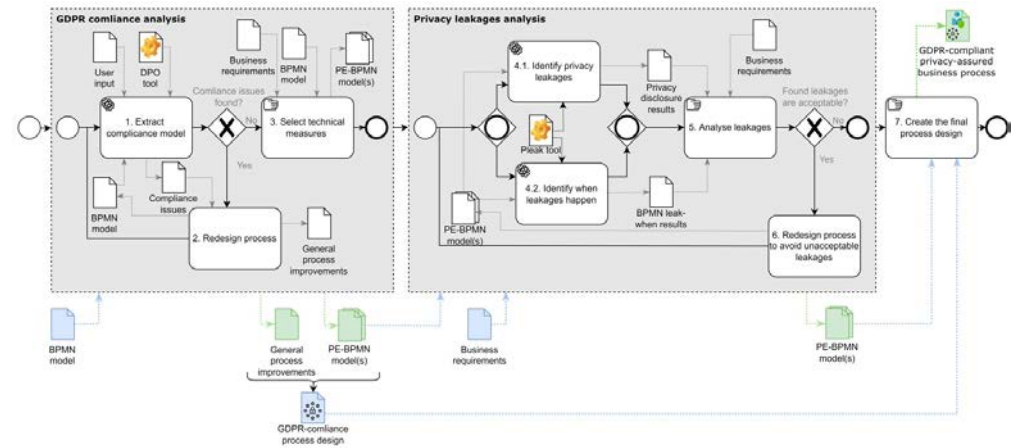 GDPR comliance analysis
User
input
DPO
tool
Business
requirements
BPMN
model
PE-BPMN
model(s)
Comliance issues
found?
1. Extract
compliance model
No
3. Select technical
measures
Yes
BPMN
model
Compliance
issues
2. Redesign process
General
process
improvements
Privacy leakages analysis
4.1. Identify privacy
leakages
Privacy
disclosure
results
Business
requirements
Found leakages
are acceptable?
Pleak tool
5. Analyse leakages
No
4.2. Identify when
leakages happen
Yes
PE-BPMN
model(s)
BPMN leak-
when results
6. Redesign process
to avoid unacceptable
leakages
GDPR-compliant
privacy-assured
business process
7. Create the final
process design
BPMN
model
General
process
improvements
PE-BPMN
model(s)
Business
requirements
PE-BPMN
model(s)
GDPR-comliance
process design